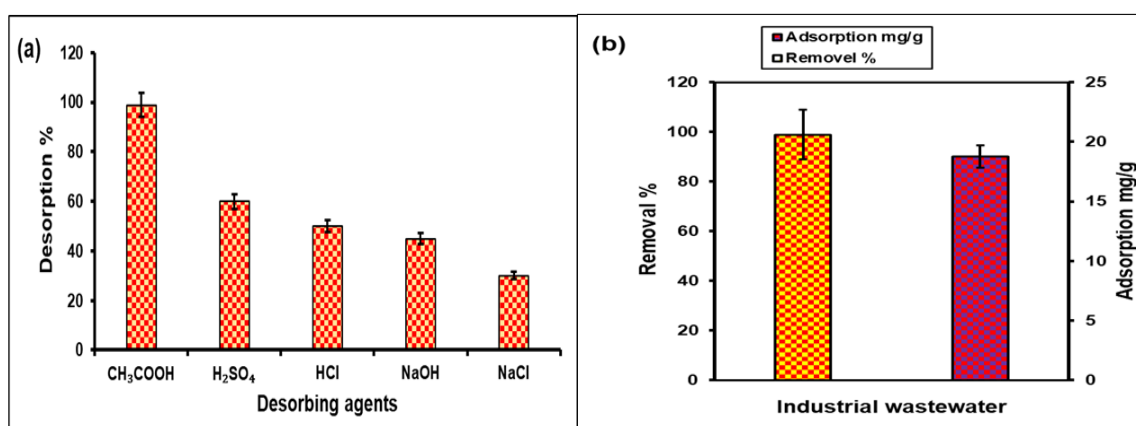 (a)
120
100
80
60
40
20
0
Desorption %
CH₃COOH H₂SO₄ HCl NaOH NaCl
Desorbing agents
(b)
Adsorption mg/g
Removel %
120
100
80
60
40
20
0
Removal %
25
20
15
10
5
0
Adsorption mg/g
Industrial wastewater